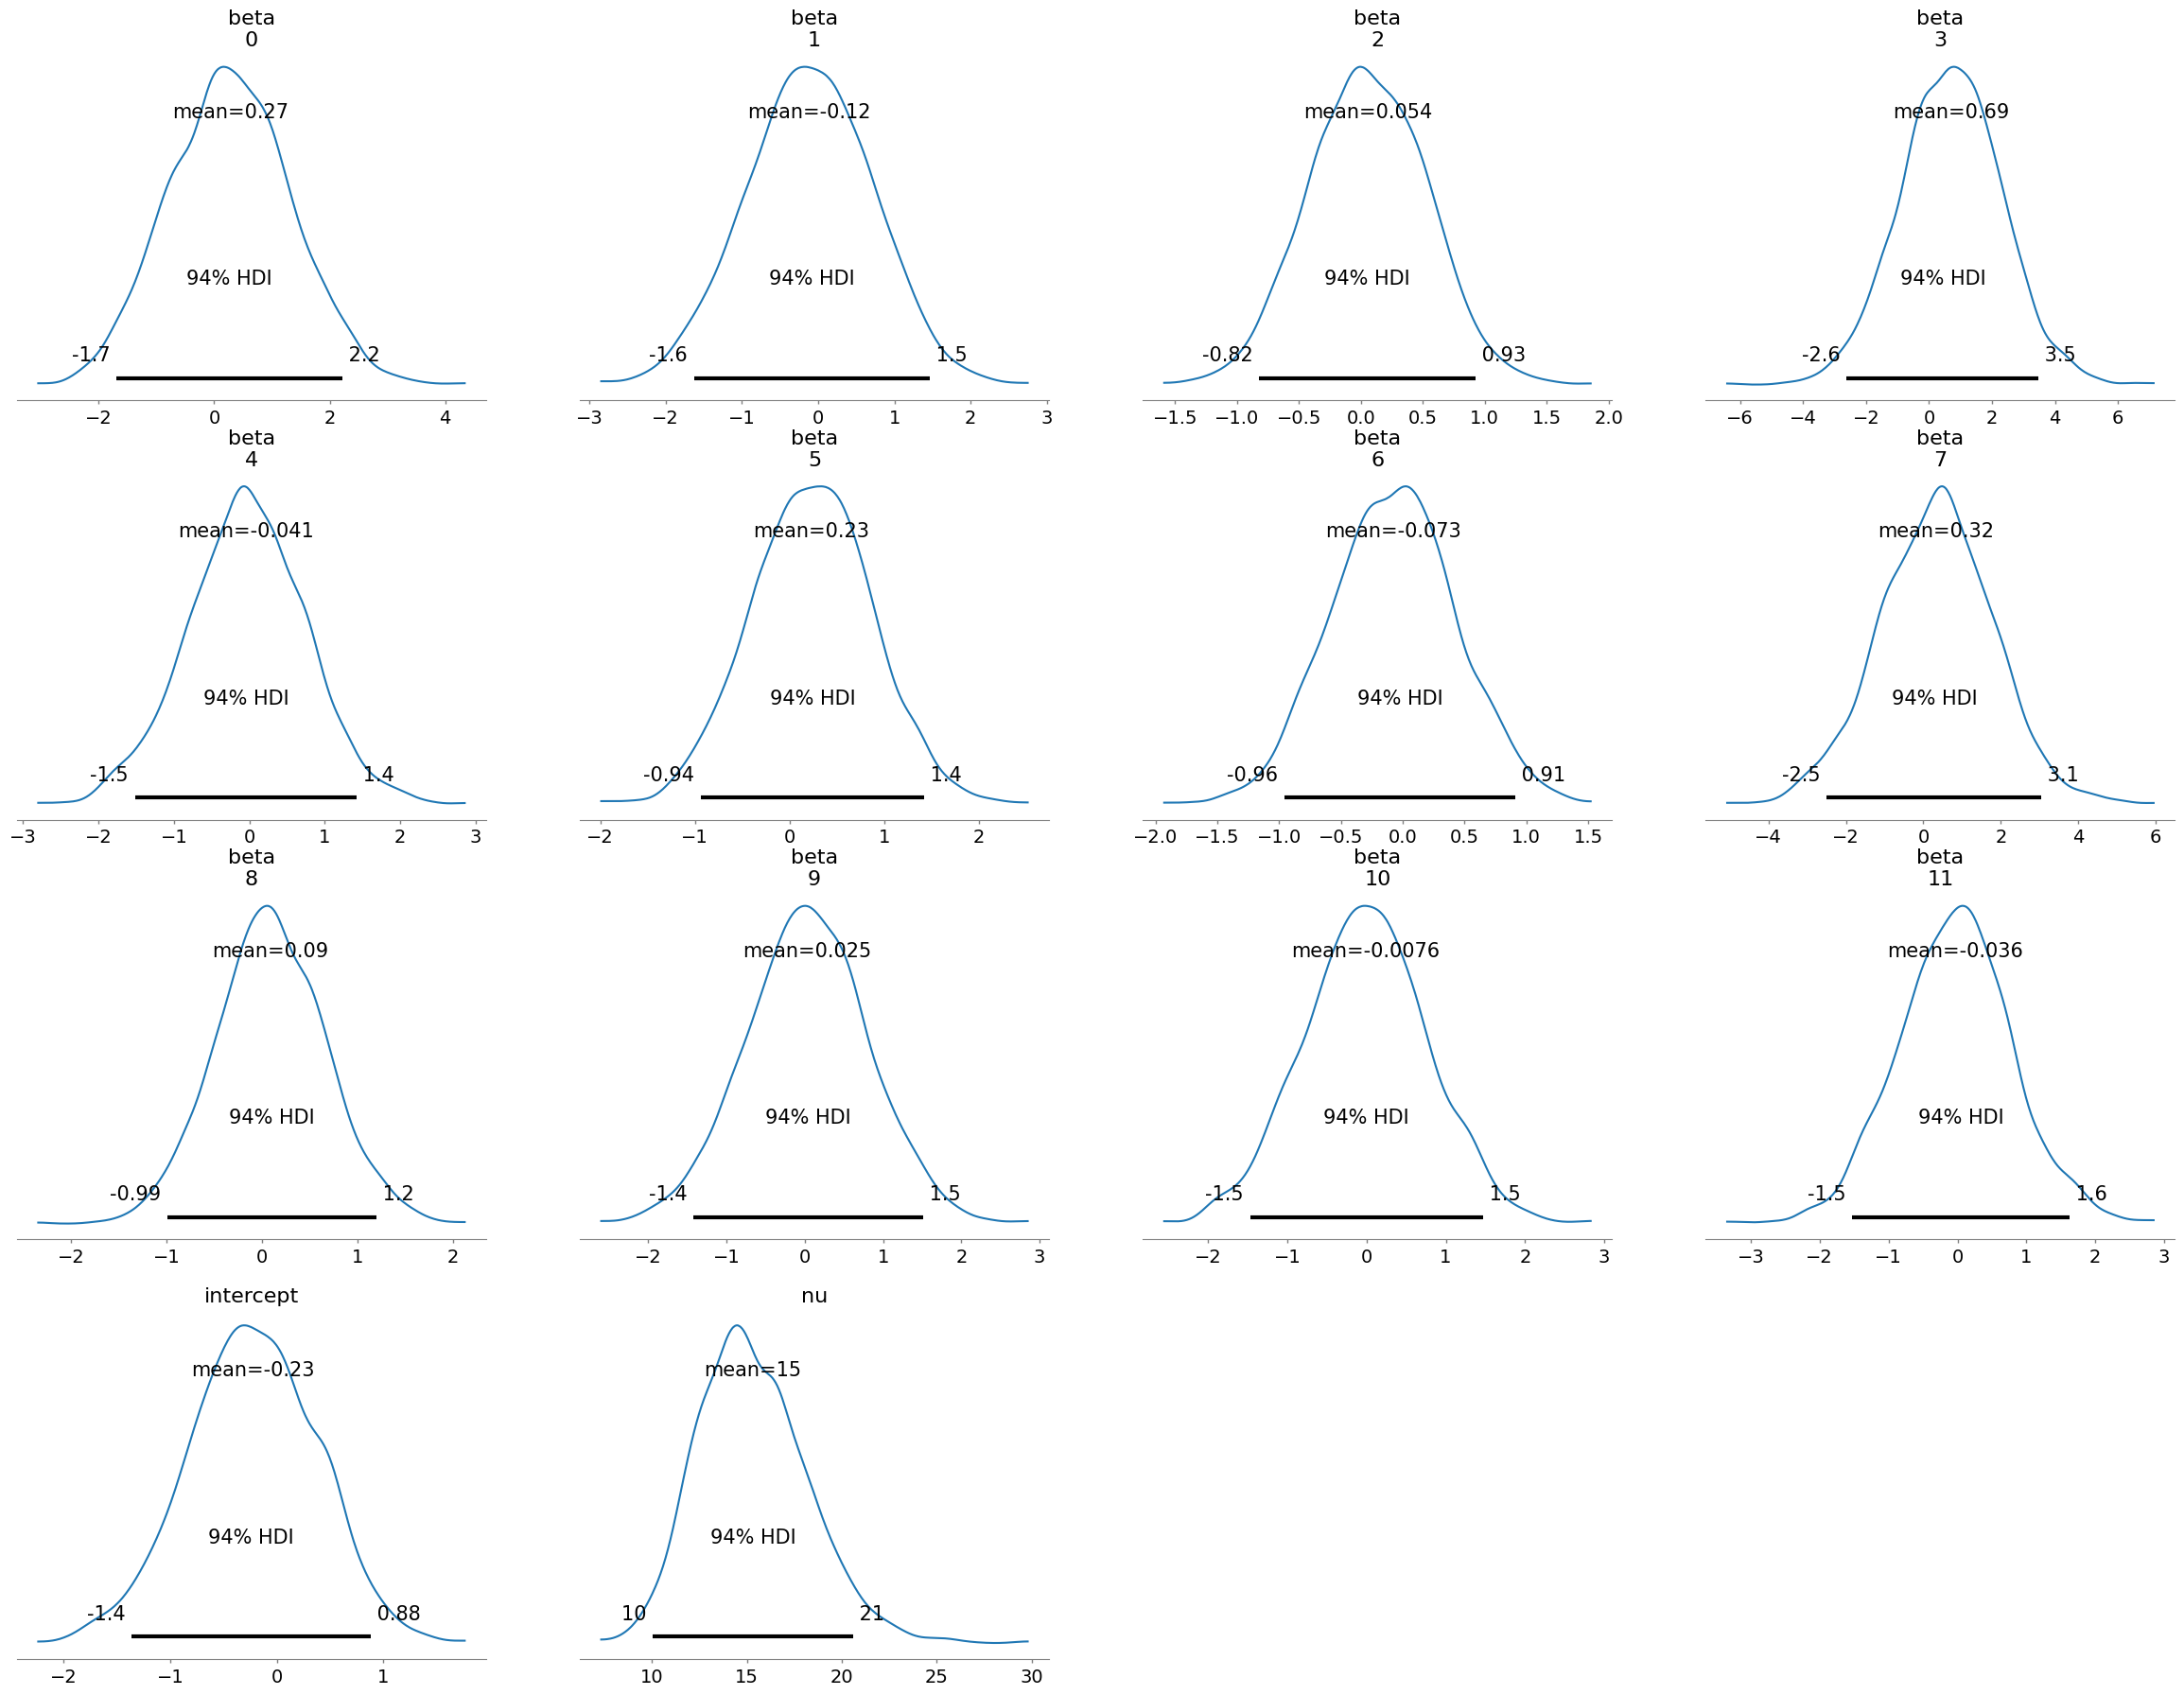 beta
0
beta
1
beta
2
beta
3
mean=0.27
mean=-0.12
mean=0.054
mean=0.69
94% HDI
94% HDI
94% HDI
94% HDI
-1.7 2.2
-1.6 1.5
-0.82 0.93
-2.6 3.5
−2 0 2 4
−3 −2 −1 0 1 2 3
−1.5 −1.0 −0.5 0.0 0.5 1.0 1.5 2.0
−6 −4 −2 0 2 4 6
beta
4
beta
5
beta
6
beta
7
mean=-0.041
mean=0.23
mean=-0.073
mean=0.32
94% HDI
94% HDI
94% HDI
94% HDI
-1.5 1.4
-0.94 1.4
-0.96 0.91
-2.5 3.1
−3 −2 −1 0 1 2 3
−2 −1 0 1 2
−2.0 −1.5 −1.0 −0.5 0.0 0.5 1.0 1.5
−4 −2 0 2 4 6
beta
8
beta
9
beta
10
beta
11
mean=0.09
mean=0.025
mean=-0.0076
mean=-0.036
94% HDI
94% HDI
94% HDI
94% HDI
-0.99 1.2
-1.4 1.5
-1.5 1.5
-1.5 1.6
−2 −1 0 1 2
−2 −1 0 1 2 3
−2 −1 0 1 2 3
−3 −2 −1 0 1 2 3
intercept
nu
mean=-0.23
mean=15
94% HDI
94% HDI
-1.4 0.88
10 21
−2 −1 0 1
10 15 20 25 30